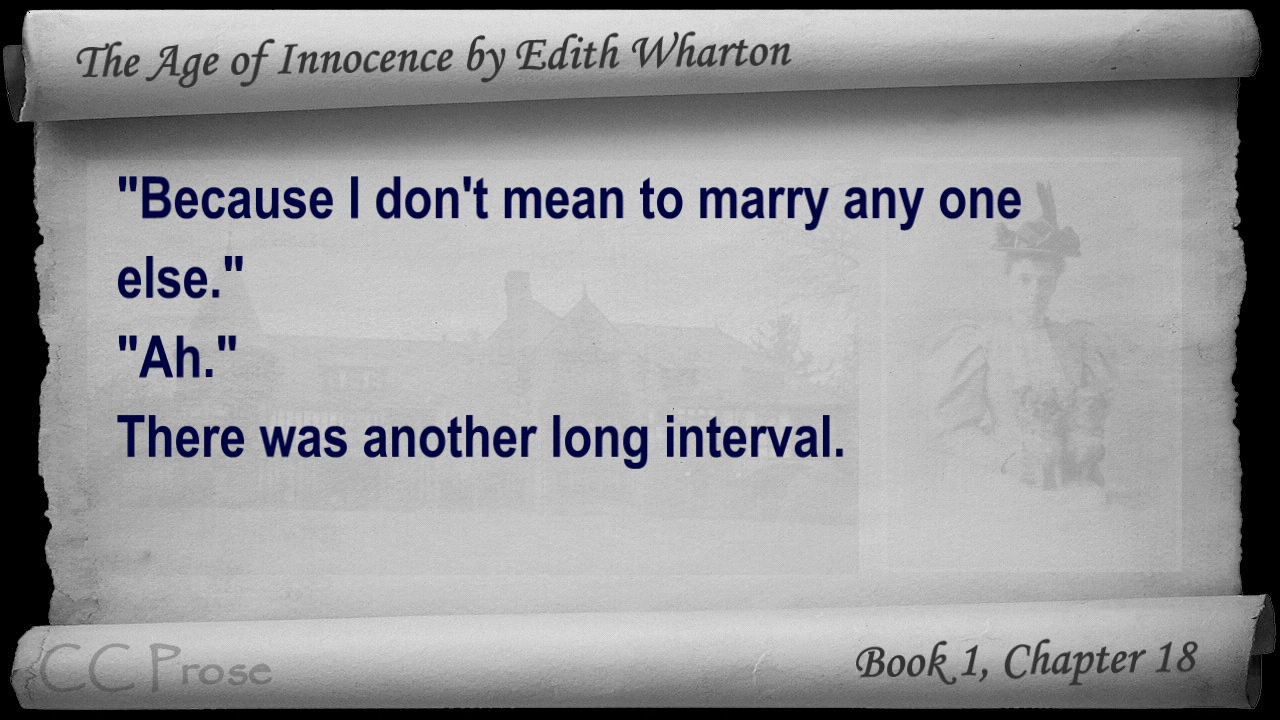 The Age of Innocence by Edith Wharton
"Because I don't mean to marry any one
else."
"Ah."
There was another long interval.
CC Prose
Book 1, Chapter 18